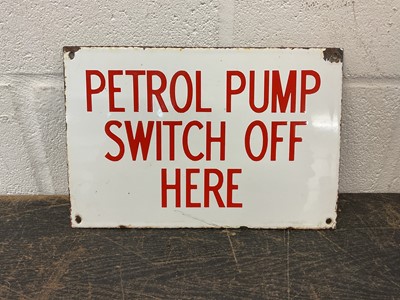 PETROL PUMP
SWITCH OFF
HERE